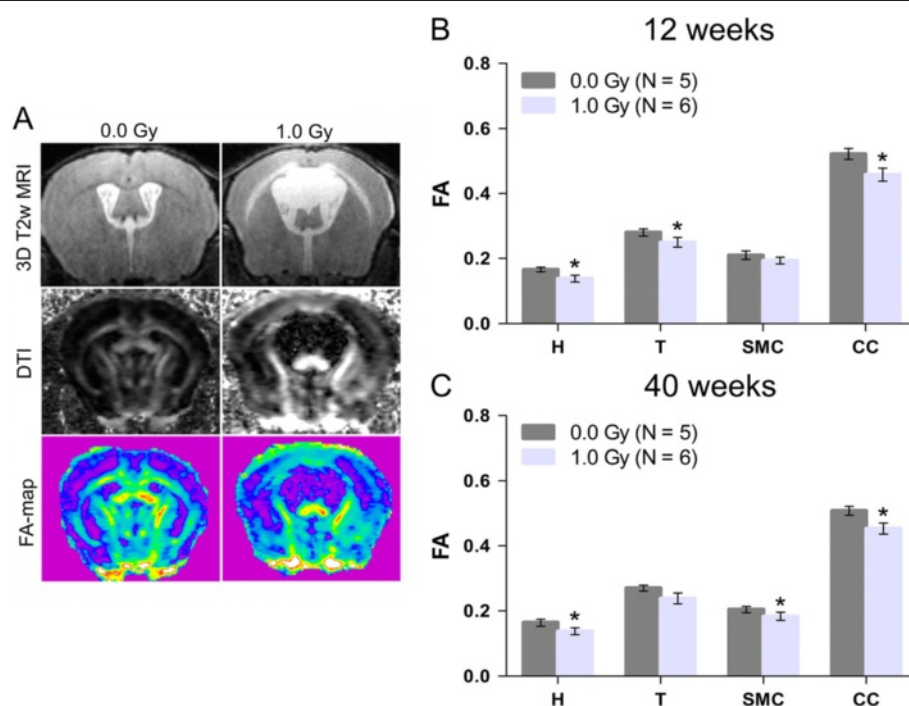 A
0.0 Gy
1.0 Gy
3D T2w MRI
DTI
FA-map
B
12 weeks
0.8
0.6
0.4
0.2
0.0
FA
0.0 Gy (N = 5)
1.0 Gy (N = 6)
*
*
*
H
T
SMC
CC
C
40 weeks
0.8
0.6
0.4
0.2
0.0
FA
0.0 Gy (N = 5)
1.0 Gy (N = 6)
*
*
*
H
T
SMC
CC